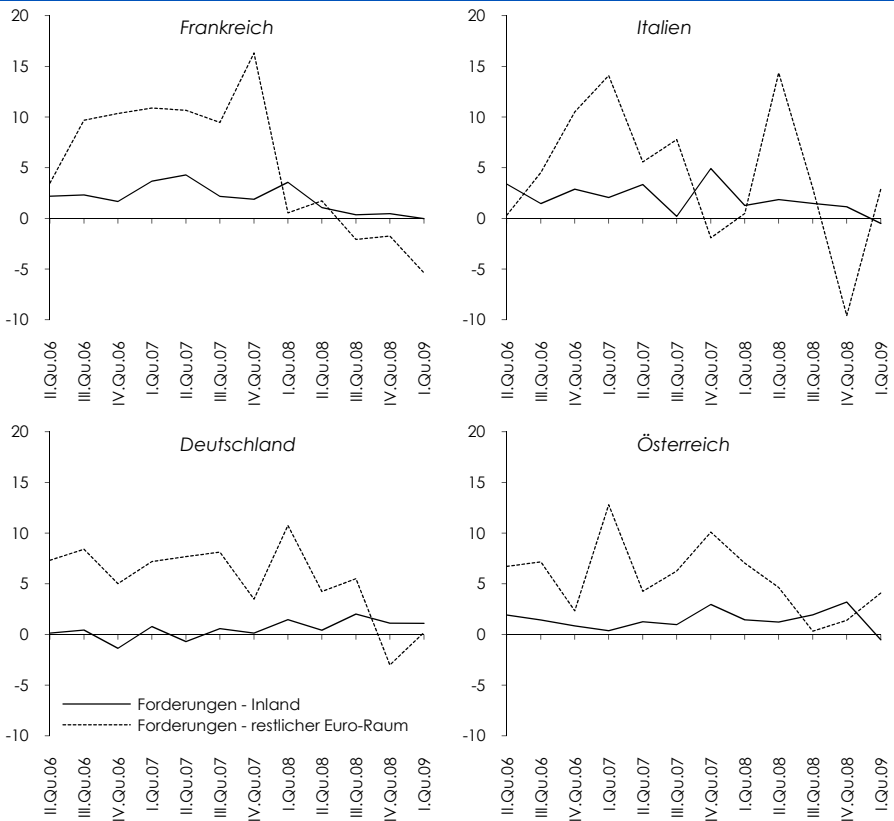 Frankreich
20
15
10
5
0
-5
-10
II.Qu.06
III.Qu.06
IV.Qu.06
I.Qu.07
II.Qu.07
III.Qu.07
IV.Qu.07
I.Qu.08
II.Qu.08
III.Qu.08
IV.Qu.08
I.Qu.09
Italien
20
15
10
5
0
-5
-10
II.Qu.06
III.Qu.06
IV.Qu.06
I.Qu.07
II.Qu.07
III.Qu.07
IV.Qu.07
I.Qu.08
II.Qu.08
III.Qu.08
IV.Qu.08
I.Qu.09
Deutschland
20
15
10
5
0
-5
-10
Forderungen - Inland
Forderungen - restlicher Euro-Raum
II.Qu.06
III.Qu.06
IV.Qu.06
I.Qu.07
II.Qu.07
III.Qu.07
IV.Qu.07
I.Qu.08
II.Qu.08
III.Qu.08
IV.Qu.08
I.Qu.09
Österreich
20
15
10
5
0
-5
-10
II.Qu.06
III.Qu.06
IV.Qu.06
I.Qu.07
II.Qu.07
III.Qu.07
IV.Qu.07
I.Qu.08
II.Qu.08
III.Qu.08
IV.Qu.08
I.Qu.09